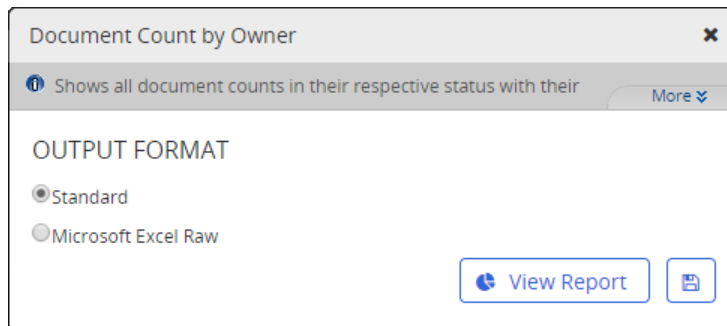 Document Count by Owner
Shows all document counts in their respective status with their
More
OUTPUT FORMAT
Standard
Microsoft Excel Raw
View Report